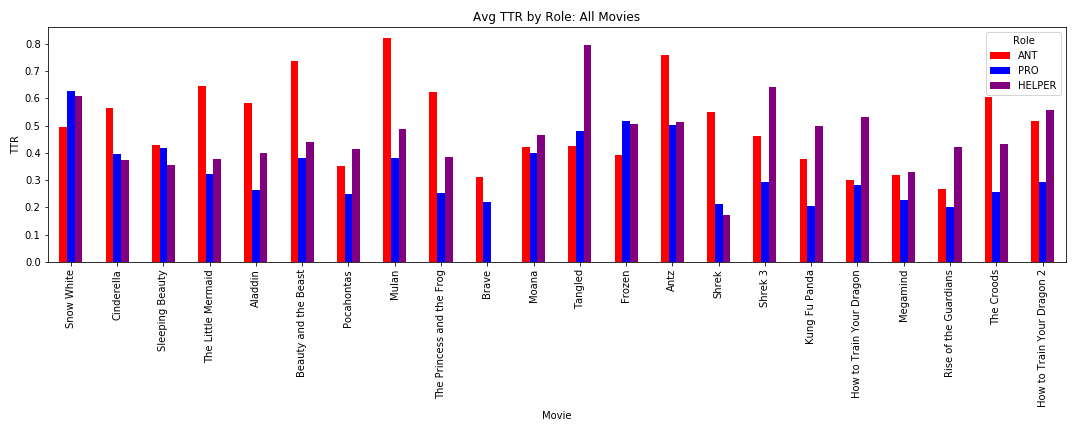 Avg TTR by Role: All Movies
Role
ANT
PRO
HELPER
TTR
0.8
0.7
0.6
0.5
0.4
0.3
0.2
0.1
0.0
Snow White
Cinderella
Sleeping Beauty
The Little Mermaid
Aladdin
Beauty and the Beast
Pocahontas
Mulan
The Princess and the Frog
Brave
Moana
Tangled
Frozen
Antz
Shrek
Shrek 3
Kung Fu Panda
How to Train Your Dragon
Megamind
Rise of the Guardians
The Croods
How to Train Your Dragon 2
Movie